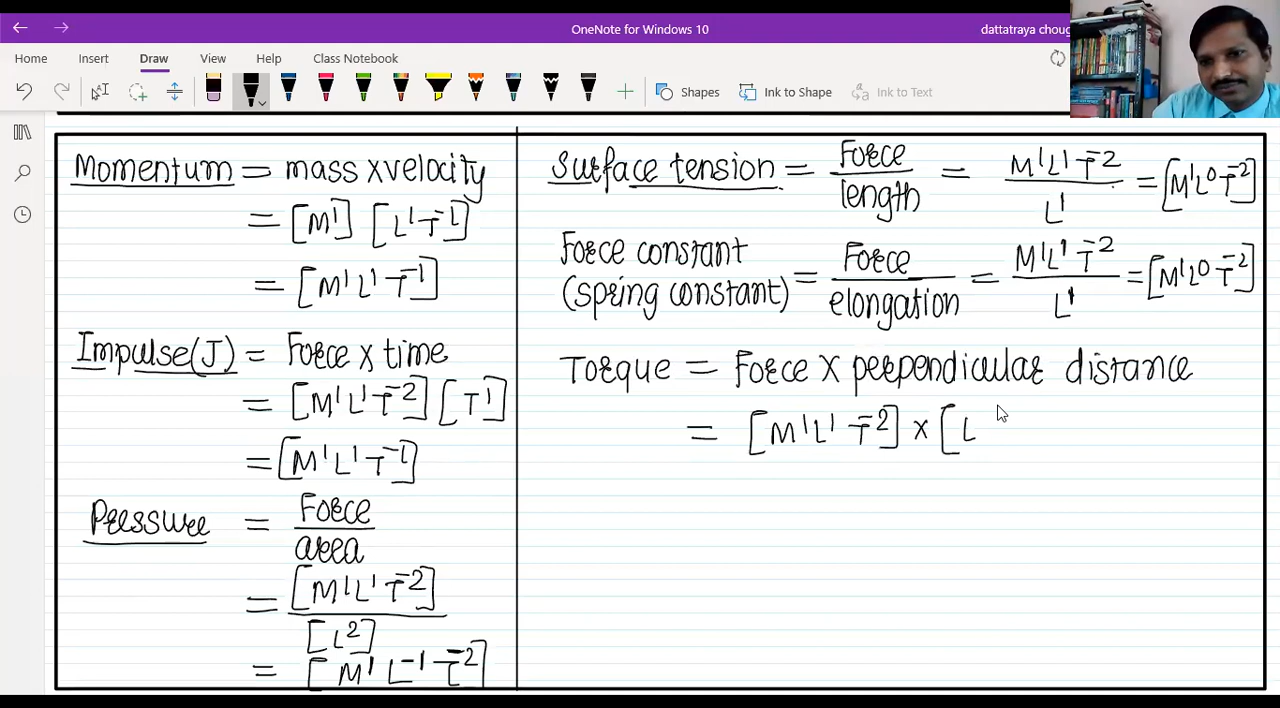 OneNote for Windows 10
dattatraya choug
Home Insert Draw View Help Class Notebook
Shapes Ink to Shape Ink to Text
Momentum = mass x velocity
= [M¹] [L¹T⁻¹]
= [M¹L¹T⁻¹]
Impulse(J) = Force x time
= [M¹L¹T⁻²] [T¹]
= [M¹L¹T⁻¹]
Pressure = Force / area
= [M¹L¹T⁻²] / [L²]
= [M¹L⁻¹T⁻²]
Surface tension = Force / length = M¹L¹T⁻² / L¹ = [M¹L⁰T⁻²]
Force constant
(spring constant) = Force / elongation = M¹L¹T⁻² / L¹ = [M¹L⁰T⁻²]
Torque = Force x perpendicular distance
= [M¹L¹T⁻²] x [L